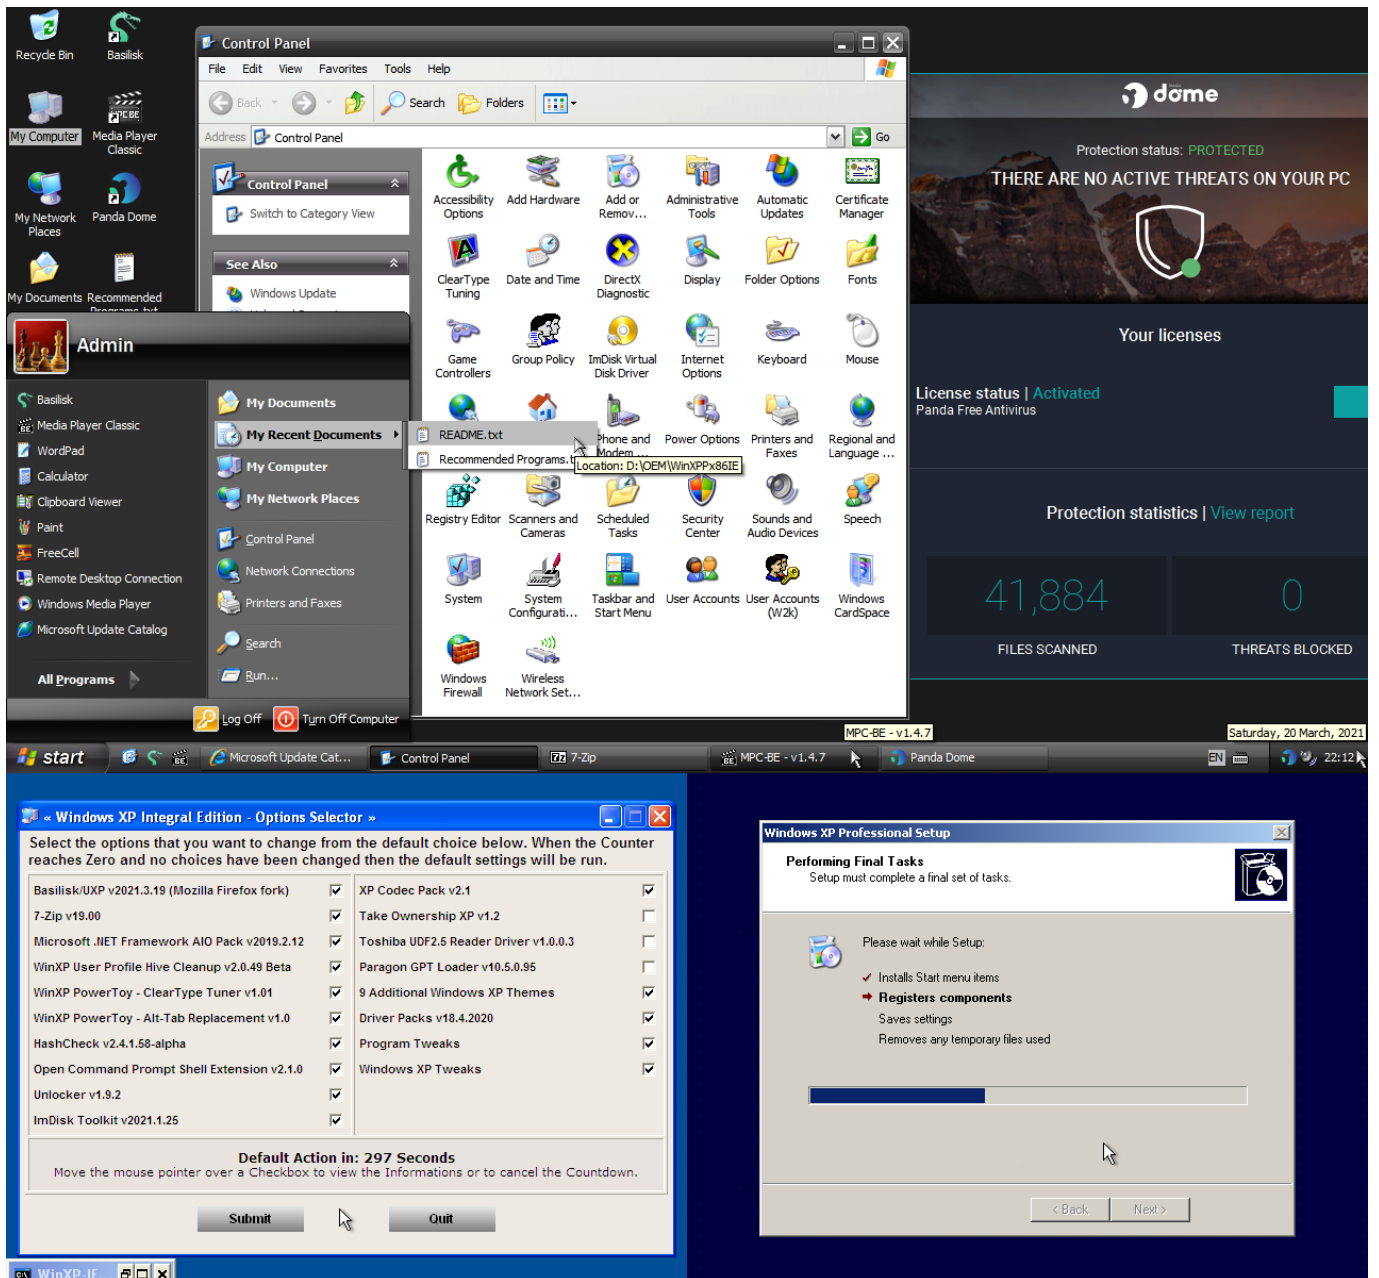 Recycle Bin
Basilisk
My Computer
Media Player
Classic
My Network
Places
Panda Dome
My Documents
Recommended
Programs.txt
Control Panel
File Edit View Favorites Tools Help
Back Search Folders
Address Control Panel Go
Control Panel
Switch to Category View
See Also
Windows Update
Accessibility
Options
Add Hardware
Add or
Remov...
Administrative
Tools
Automatic
Updates
Certificate
Manager
ClearType
Tuning
Date and Time
DirectX
Diagnostic
Display
Folder Options
Fonts
Game
Controllers
Group Policy
ImDisk Virtual
Disk Driver
Internet
Options
Keyboard
Mouse
Phone and
Modem ...
Power Options
Printers and
Faxes
Regional and
Language ...
Registry Editor
Scanners and
Cameras
Scheduled
Tasks
Security
Center
Sounds and
Audio Devices
Speech
System
System
Configurati...
Taskbar and
Start Menu
User Accounts
User Accounts
(W2k)
Windows
CardSpace
Windows
Firewall
Wireless
Network Set...
Admin
Basilisk
Media Player Classic
WordPad
Calculator
Clipboard Viewer
Paint
FreeCell
Remote Desktop Connection
Windows Media Player
Microsoft Update Catalog
All Programs
My Documents
My Recent Documents
My Computer
My Network Places
Control Panel
Network Connections
Printers and Faxes
Search
Run...
Log Off Turn Off Computer
README.txt
Recommended Programs.t
Location: D:\OEM\WinXPPx86IE
dome
Protection status: PROTECTED
THERE ARE NO ACTIVE THREATS ON YOUR PC
Your licenses
License status | Activated
Panda Free Antivirus
Protection statistics | View report
41,884
FILES SCANNED
0
THREATS BLOCKED
MPC-BE - v1.4.7
Saturday, 20 March, 2021
start Microsoft Update Cat... Control Panel 7-Zip MPC-BE - v1.4.7 Panda Dome EN 22:12
« Windows XP Integral Edition - Options Selector »
Select the options that you want to change from the default choice below. When the Counter
reaches Zero and no choices have been changed then the default settings will be run.
Basilisk/UXP v2021.3.19 (Mozilla Firefox fork)
7-Zip v19.00
Microsoft .NET Framework AIO Pack v2019.2.12
WinXP User Profile Hive Cleanup v2.0.49 Beta
WinXP PowerToy - ClearType Tuner v1.01
WinXP PowerToy - Alt-Tab Replacement v1.0
HashCheck v2.4.1.58-alpha
Open Command Prompt Shell Extension v2.1.0
Unlocker v1.9.2
ImDisk Toolkit v2021.1.25
XP Codec Pack v2.1
Take Ownership XP v1.2
Toshiba UDF2.5 Reader Driver v1.0.0.3
Paragon GPT Loader v10.5.0.95
9 Additional Windows XP Themes
Driver Packs v18.4.2020
Program Tweaks
Windows XP Tweaks
Default Action in: 297 Seconds
Move the mouse pointer over a Checkbox to view the Informations or to cancel the Countdown.
Submit Quit
WinXP-IE
Windows XP Professional Setup
Performing Final Tasks
Setup must complete a final set of tasks.
Please wait while Setup:
Installs Start menu items
Registers components
Saves settings
Removes any temporary files used
< Back Next >